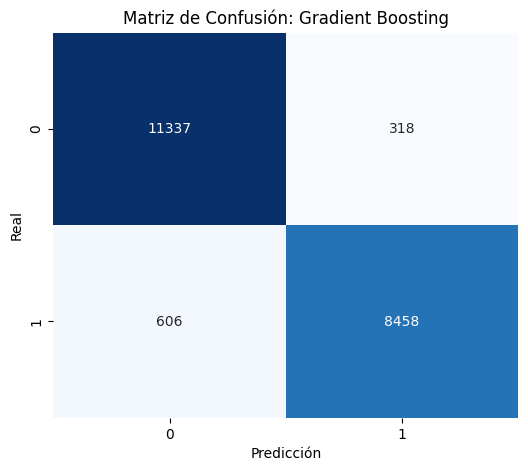 Matriz de Confusión: Gradient Boosting
0
11337
318
Real
1
606
8458
0
1
Predicción